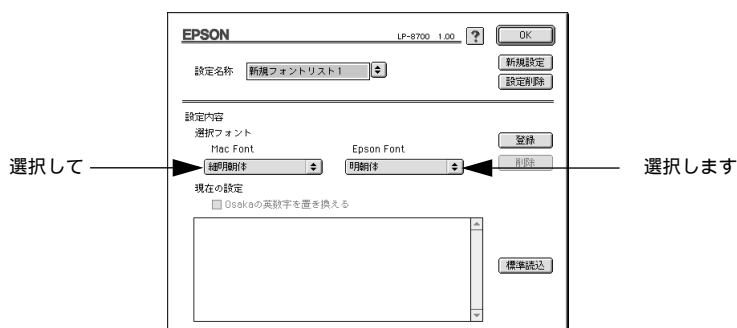 EPSON LP-8700 1.00 ? OK
設定名称 新規フォントリスト1
新規設定
設定削除
設定内容
選択フォント
Mac Font Epson Font
登録
選択して 細明朝体 明朝体 削除 選択します
現在の設定
Osakaの英数字を置き換える
標準読込